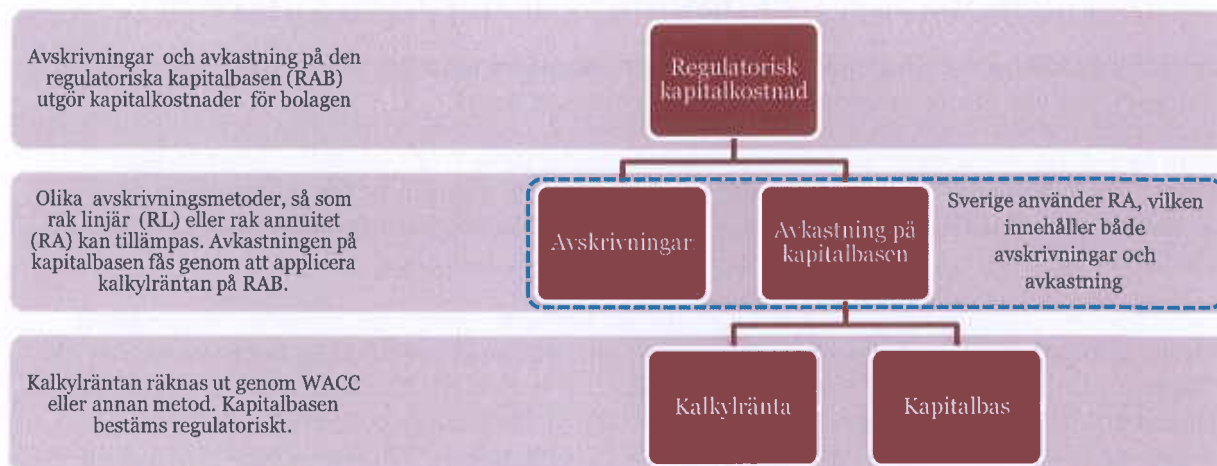 Avskrivningar och avkastning på den
regulatoriska kapitalbasen (RAB)
utgör kapitalkostnader för bolagen
Regulatorisk
kapitalkostnad
Olika avskrivningsmetoder, så som
rak linjär (RL) eller rak annuitet
(RA) kan tillämpas. Avkastningen på
kapitalbasen fås genom att applicera
kalkylräntan på RAB.
Avskrivningar
Avkastning på
kapitalbasen
Sverige använder RA, vilken
innehåller både
avskrivningar och
avkastning
Kalkylräntan räknas ut genom WACC
eller annan metod. Kapitalbasen
bestäms regulatoriskt.
Kalkylränta
Kapitalbas